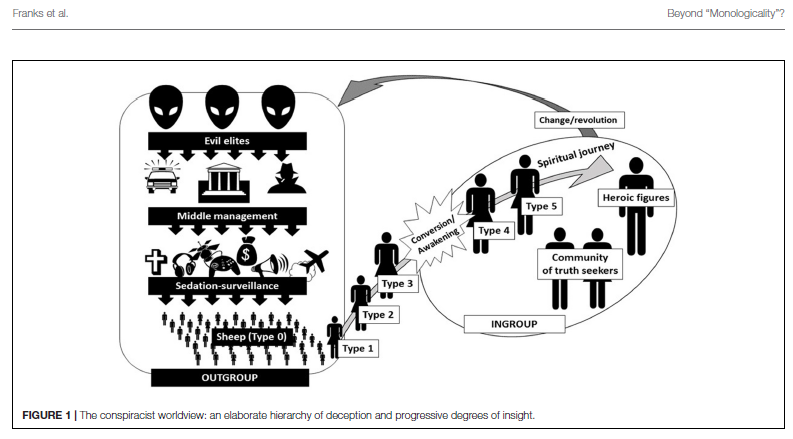 Franks et al.
Beyond “Monologicality”?
Evil elites
Middle management
$
Sedation-surveillance
Sheep (Type 0)
OUTGROUP
Type 1
Type 2
Type 3
Conversion/
Awakening
Type 4
Type 5
Spiritual journey
Change/revolution
Heroic figures
Community
of truth seekers
INGROUP
FIGURE 1 | The conspiracist worldview: an elaborate hierarchy of deception and progressive degrees of insight.